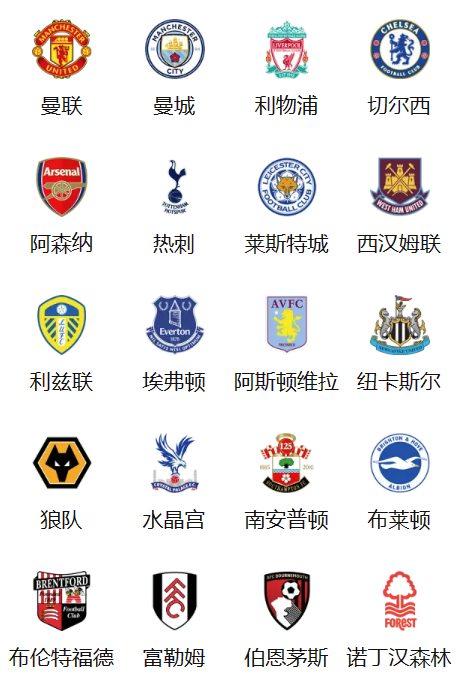 MANCHESTER UNITED
MANCHESTER CITY
LIVERPOOL
CHELSEA FOOTBALL CLUB
曼联
曼城
利物浦
切尔西
Arsenal
TOTTENHAM HOTSPUR
LEICESTER CITY FOOTBALL CLUB
WEST HAM UNITED
阿森纳
热刺
莱斯特城
西汉姆联
LUFC
Everton
1878
AVFC
NEWCASTLE UNITED
利兹联
埃弗顿
阿斯顿维拉
纽卡斯尔
CRYSTAL PALACE F.C.
125
SOUTHAMPTON FC
BRIGHTON & HOVE ALBION
狼队
水晶宫
南安普顿
布莱顿
BRENTFORD
Football Club
FFC
AFC BOURNEMOUTH
FOREST
布伦特福德
富勒姆
伯恩茅斯
诺丁汉森林